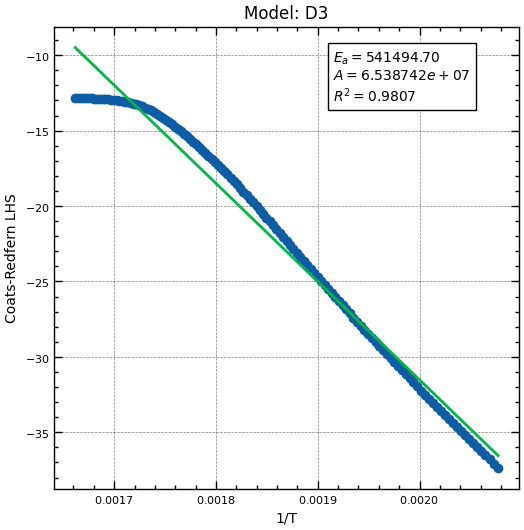 Model: D3
E_a = 541494.70
A = 6.538742e + 07
R^2 = 0.9807
Coats-Redfern LHS
−10
−15
−20
−25
−30
−35
0.0017
0.0018
0.0019
0.0020
1/T